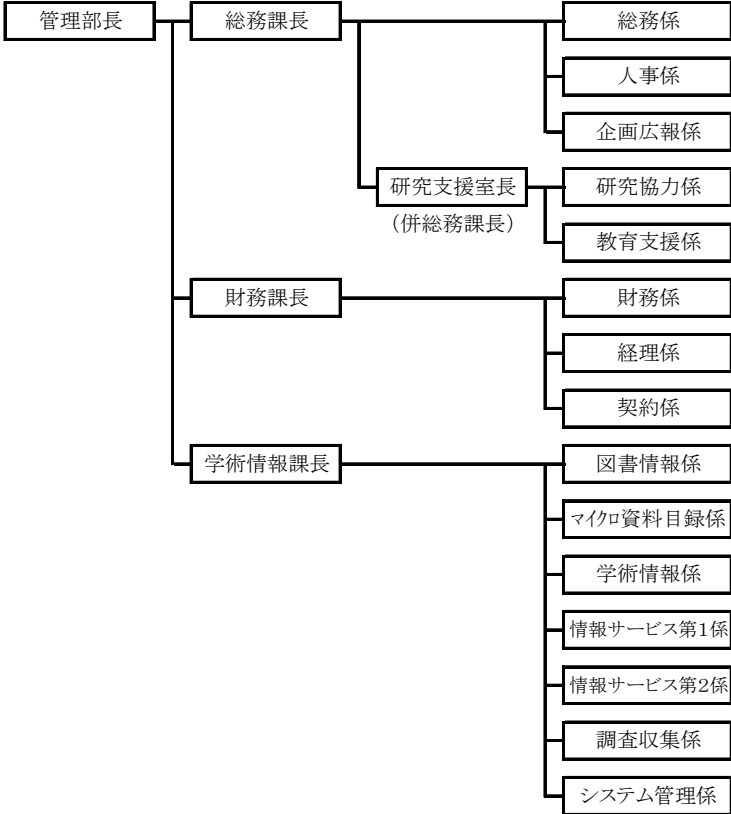 管理部長
総務課長
総務係
人事係
企画広報係
研究支援室長
（併総務課長）
研究協力係
教育支援係
財務課長
財務係
経理係
契約係
学術情報課長
図書情報係
マイクロ資料目録係
学術情報係
情報サービス第1係
情報サービス第2係
調査収集係
システム管理係